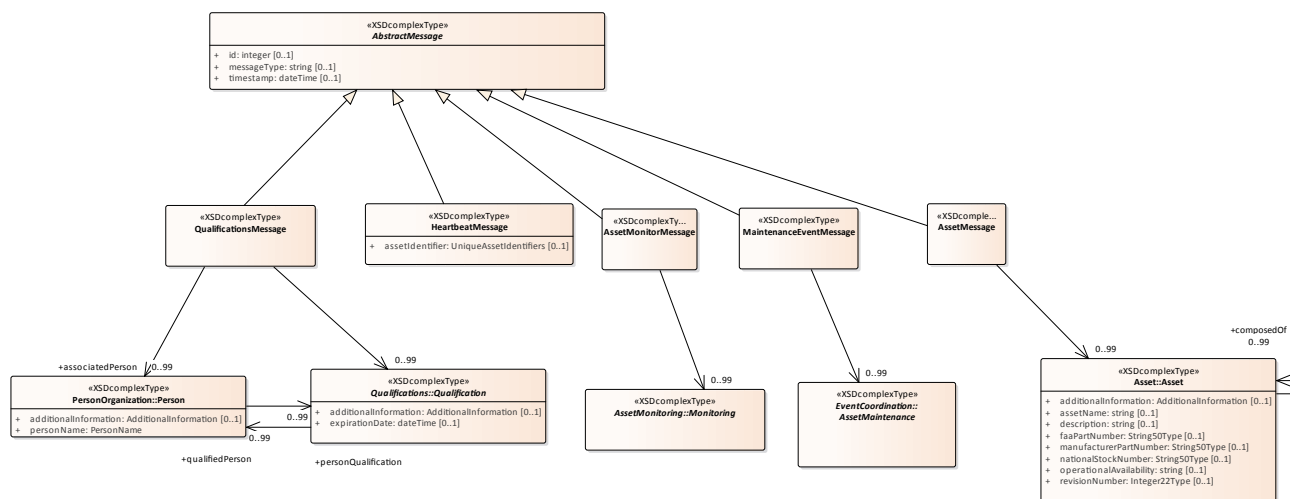 «XSDcomplexType»
AbstractMessage
+ id: integer [0..1]
+ messageType: string [0..1]
+ timestamp: dateTime [0..1]
«XSDcomplexType»
QualificationsMessage
«XSDcomplexType»
HeartbeatMessage
+ assetIdentifier: UniqueAssetIdentifiers [0..1]
«XSDcomplexTy...
AssetMonitorMessage
«XSDcomplexType»
MaintenanceEventMessage
«XSDcomple...
AssetMessage
+associatedPerson 0..99
0..99
0..99
0..99
0..99
+composedOf
0..99
«XSDcomplexType»
PersonOrganization::Person
+ additionalInformation: AdditionalInformation [0..1]
+ personName: PersonName
0..99
0..99
+qualifiedPerson
+personQualification
«XSDcomplexType»
Qualifications::Qualification
+ additionalInformation: AdditionalInformation [0..1]
+ expirationDate: dateTime [0..1]
«XSDcomplexType»
AssetMonitoring::Monitoring
«XSDcomplexType»
EventCoordination::
AssetMaintenance
«XSDcomplexType»
Asset::Asset
+ additionalInformation: AdditionalInformation [0..1]
+ assetName: string [0..1]
+ description: string [0..1]
+ faaPartNumber: String50Type [0..1]
+ manufacturerPartNumber: String50Type [0..1]
+ nationalStockNumber: String50Type [0..1]
+ operationalAvailability: string [0..1]
+ revisionNumber: Integer22Type [0..1]